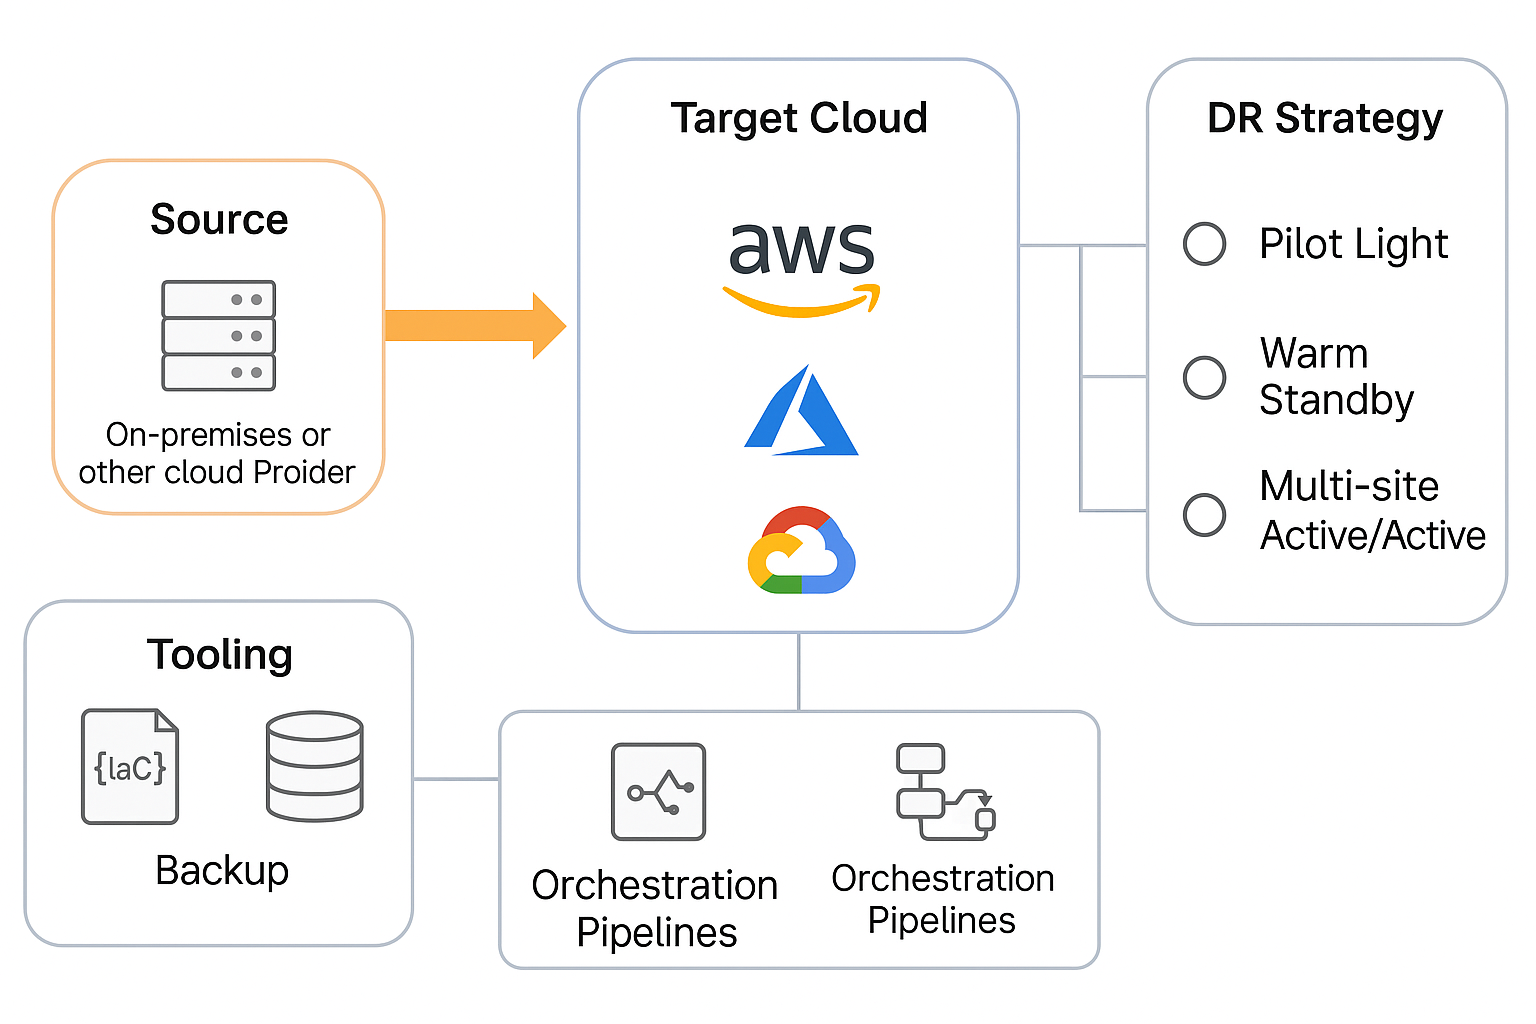 Source
On-premises or
other cloud Proider
Target Cloud
aws
DR Strategy
Pilot Light
Warm
Standby
Multi-site
Active/Active
Tooling
{IaC}
Backup
Orchestration
Pipelines
Orchestration
Pipelines